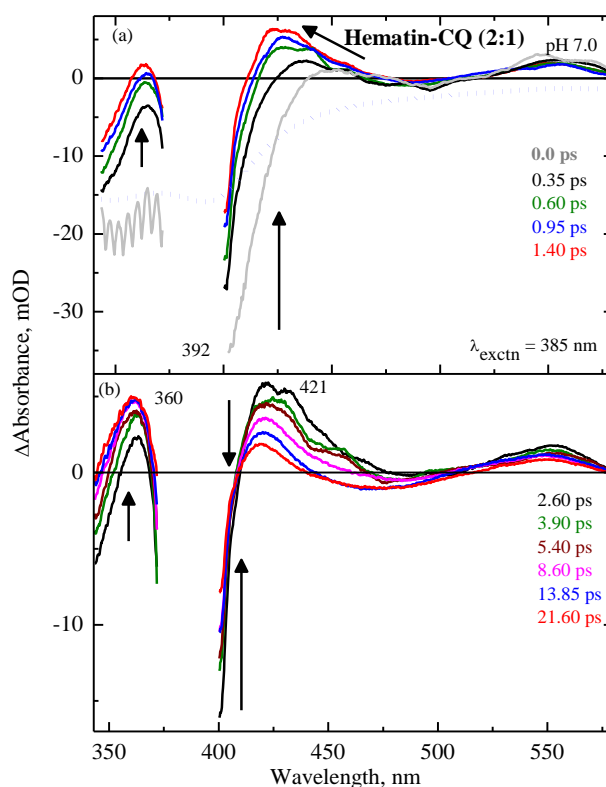 (a)
Hematin-CQ (2:1)
pH 7.0
0
-10
-20
-30
0.0 ps
0.35 ps
0.60 ps
0.95 ps
1.40 ps
392
λexctn = 385 nm
ΔAbsorbance, mOD
(b)
360
421
0
-10
2.60 ps
3.90 ps
5.40 ps
8.60 ps
13.85 ps
21.60 ps
350 400 450 500 550
Wavelength, nm